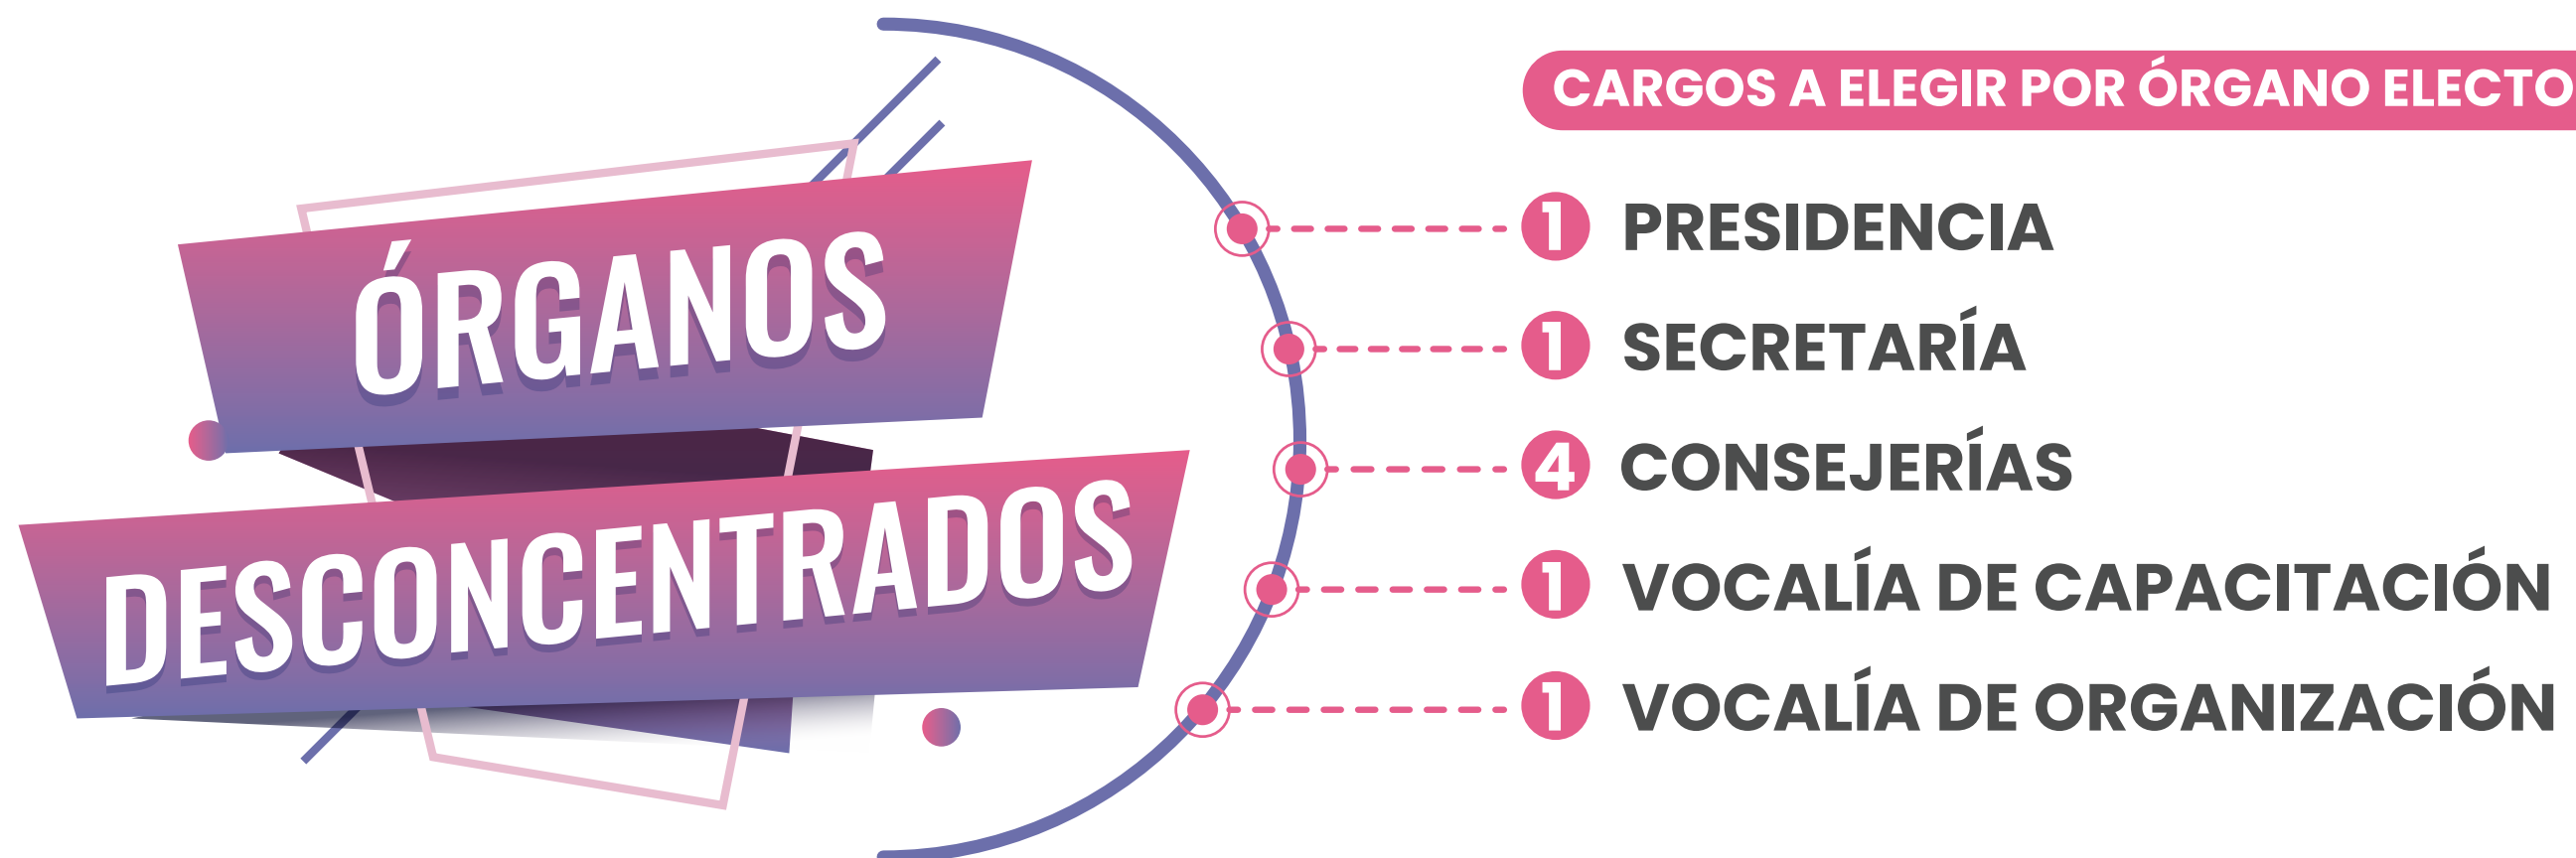 ÓRGANOS
DESCONCENTRADOS
CARGOS A ELEGIR POR ÓRGANO ELECTO
1 PRESIDENCIA
1 SECRETARÍA
4 CONSEJERÍAS
1 VOCALÍA DE CAPACITACIÓN
1 VOCALÍA DE ORGANIZACIÓN